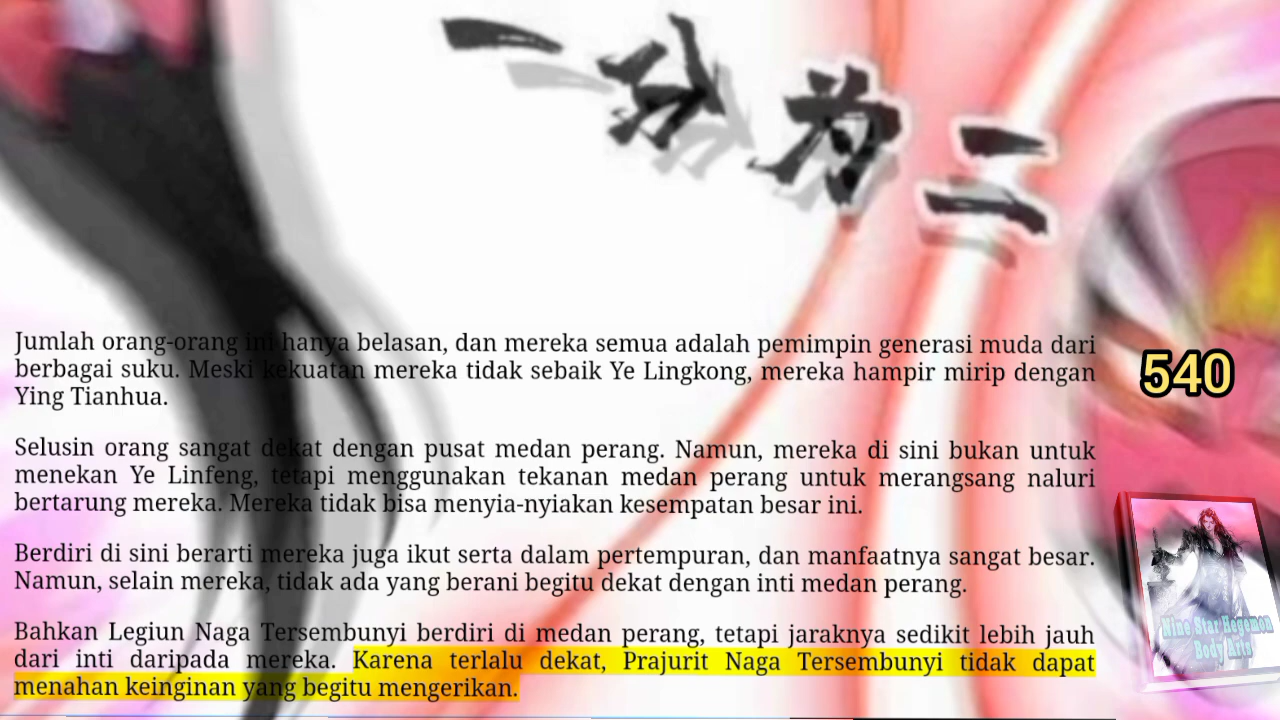 一分为二
Jumlah orang-orang ini hanya belasan, dan mereka semua adalah pemimpin generasi muda dari
berbagai suku. Meski kekuatan mereka tidak sebaik Ye Lingkong, mereka hampir mirip dengan
Ying Tianhua.
540
Selusin orang sangat dekat dengan pusat medan perang. Namun, mereka di sini bukan untuk
menekan Ye Linfeng, tetapi menggunakan tekanan medan perang untuk merangsang naluri
bertarung mereka. Mereka tidak bisa menyia-nyiakan kesempatan besar ini.
Berdiri di sini berarti mereka juga ikut serta dalam pertempuran, dan manfaatnya sangat besar.
Namun, selain mereka, tidak ada yang berani begitu dekat dengan inti medan perang.
Bahkan Legiun Naga Tersembunyi berdiri di medan perang, tetapi jaraknya sedikit lebih jauh
dari inti daripada mereka. Karena terlalu dekat, Prajurit Naga Tersembunyi tidak dapat
menahan keinginan yang begitu mengerikan.
Nine Star Hegemon
Body Arts